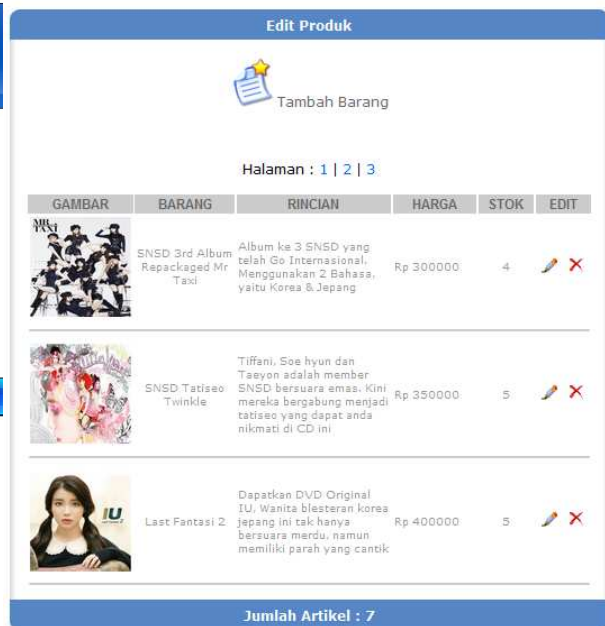 Edit Produk
Tambah Barang
Halaman : 1 | 2 | 3
GAMBAR BARANG RINCIAN HARGA STOK EDIT
MR.
TAXI
SNSD 3rd Album
Repackaged Mr
Taxi
Album ke 3 SNSD yang
telah Go Internasional.
Menggunakan 2 Bahasa,
yaitu Korea & Jepang
Rp 300000
4
SNSD Tatiseo
Twinkle
Tiffani, Soe hyun dan
Taeyon adalah member
SNSD bersuara emas. Kini
mereka bergabung menjadi
tatiseo yang dapat anda
nikmati di CD ini
Rp 350000
5
IU
Last Fantasi 2
Dapatkan DVD Original
IU, Wanita blesteran korea
jepang ini tak hanya
bersuara merdu, namun
memiliki parah yang cantik
Rp 400000
5
Jumlah Artikel : 7